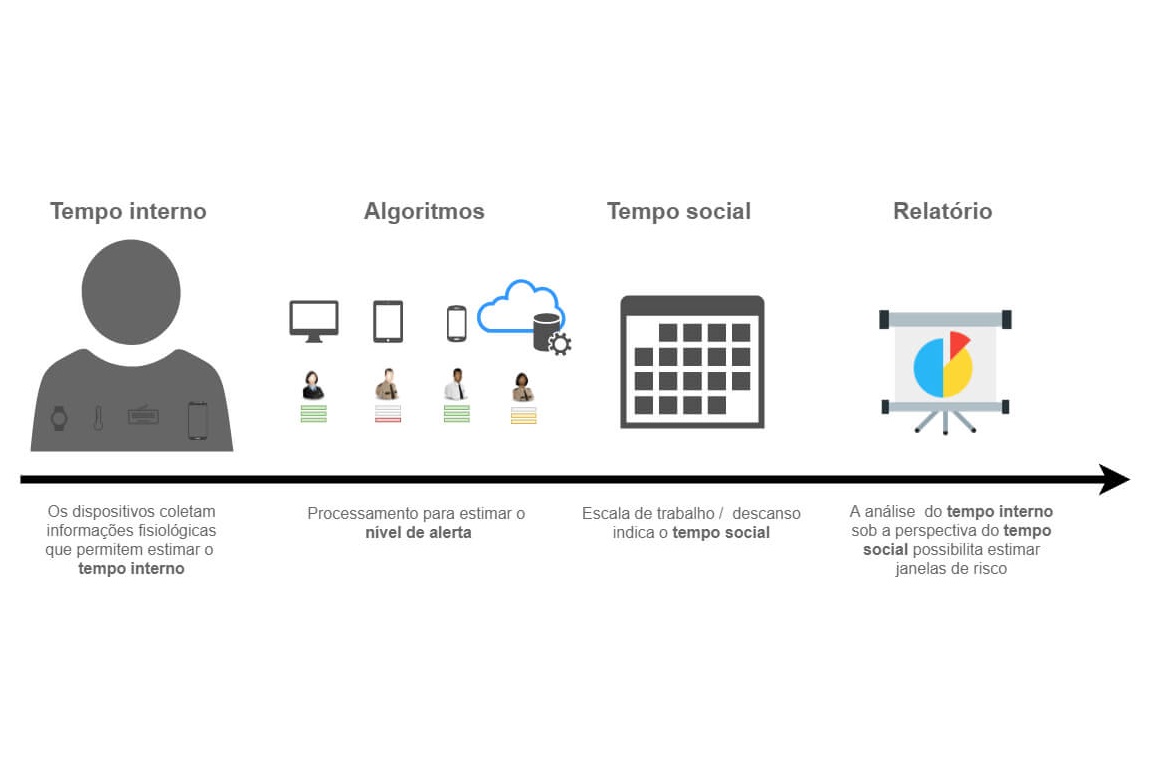 Tempo interno
Algoritmos
Tempo social
Relatório
Os dispositivos coletam
informações fisiológicas
que permitem estimar o
tempo interno
Processamento para estimar o
nível de alerta
Escala de trabalho / descanso
indica o tempo social
A análise do tempo interno
sob a perspectiva do tempo
social possibilita estimar
janelas de risco